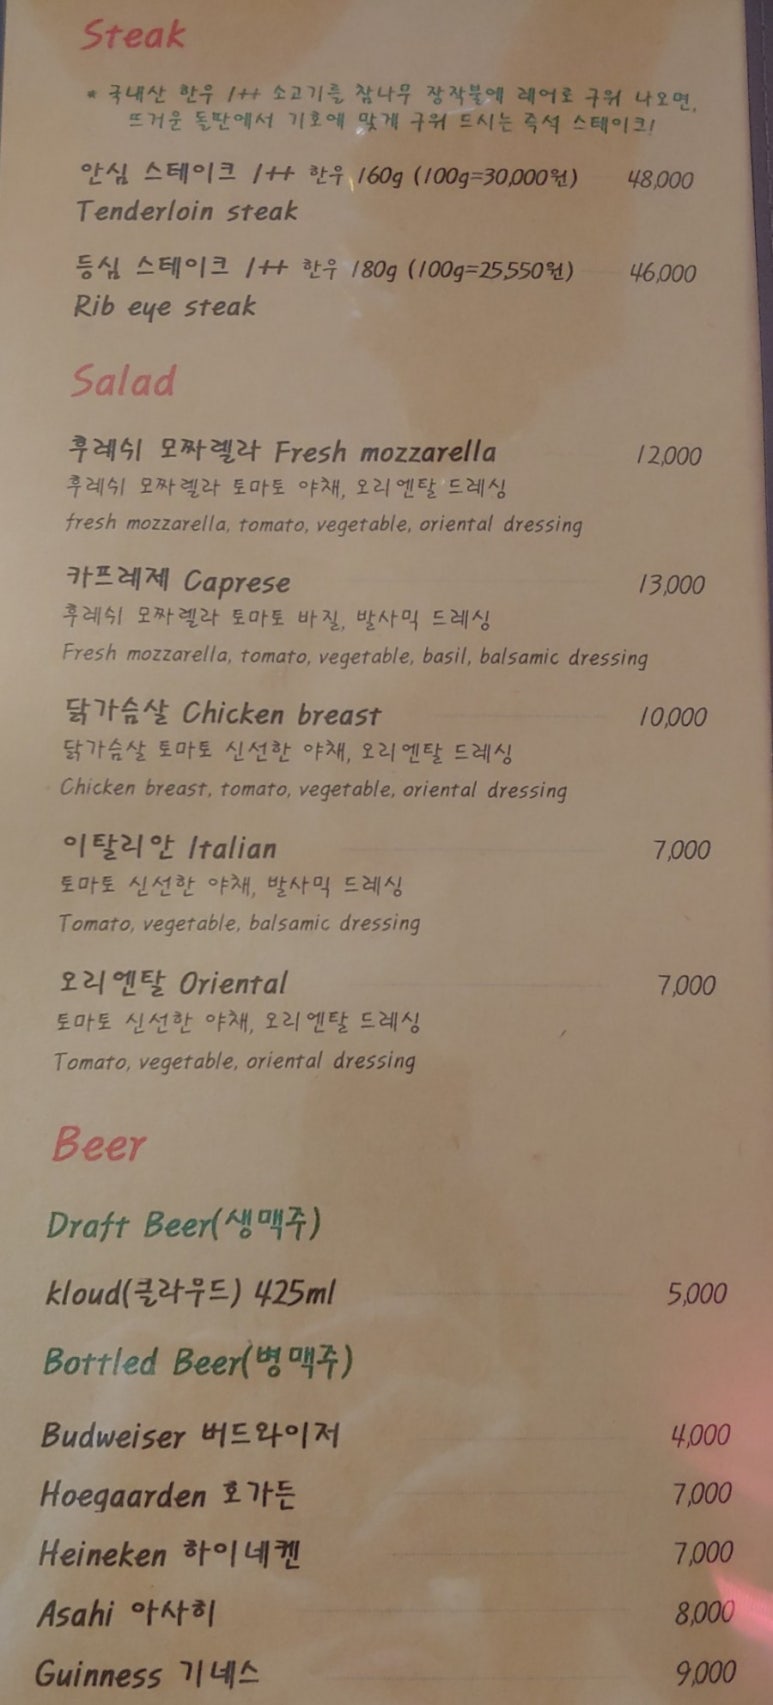 Steak
* 국내산 한우 1++ 소고기를 참나무 장작불에 레어로 구워 나오면,
뜨거운 돌판에서 기호에 맞게 구워 드시는 즉석 스테이크!
안심 스테이크 1++ 한우 160g (100g=30,000원) 48,000
Tenderloin steak
등심 스테이크 1++ 한우 180g (100g=25,550원) 46,000
Rib eye steak
Salad
후레쉬 모짜렐라 Fresh mozzarella 12,000
후레쉬 모짜렐라 토마토 야채, 오리엔탈 드레싱
fresh mozzarella, tomato, vegetable, oriental dressing
카프레제 Caprese 13,000
후레쉬 모짜렐라 토마토 바질, 발사믹 드레싱
Fresh mozzarella, tomato, vegetable, basil, balsamic dressing
닭가슴살 Chicken breast 10,000
닭가슴살 토마토 신선한 야채, 오리엔탈 드레싱
Chicken breast, tomato, vegetable, oriental dressing
이탈리안 Italian 7,000
토마토 신선한 야채, 발사믹 드레싱
Tomato, vegetable, balsamic dressing
오리엔탈 Oriental 7,000
토마토 신선한 야채, 오리엔탈 드레싱
Tomato, vegetable, oriental dressing
Beer
Draft Beer(생맥주)
kloud(클라우드) 425ml 5,000
Bottled Beer(병맥주)
Budweiser 버드와이저 4,000
Hoegaarden 호가든 7,000
Heineken 하이네켄 7,000
Asahi 아사히 8,000
Guinness 기네스 9,000